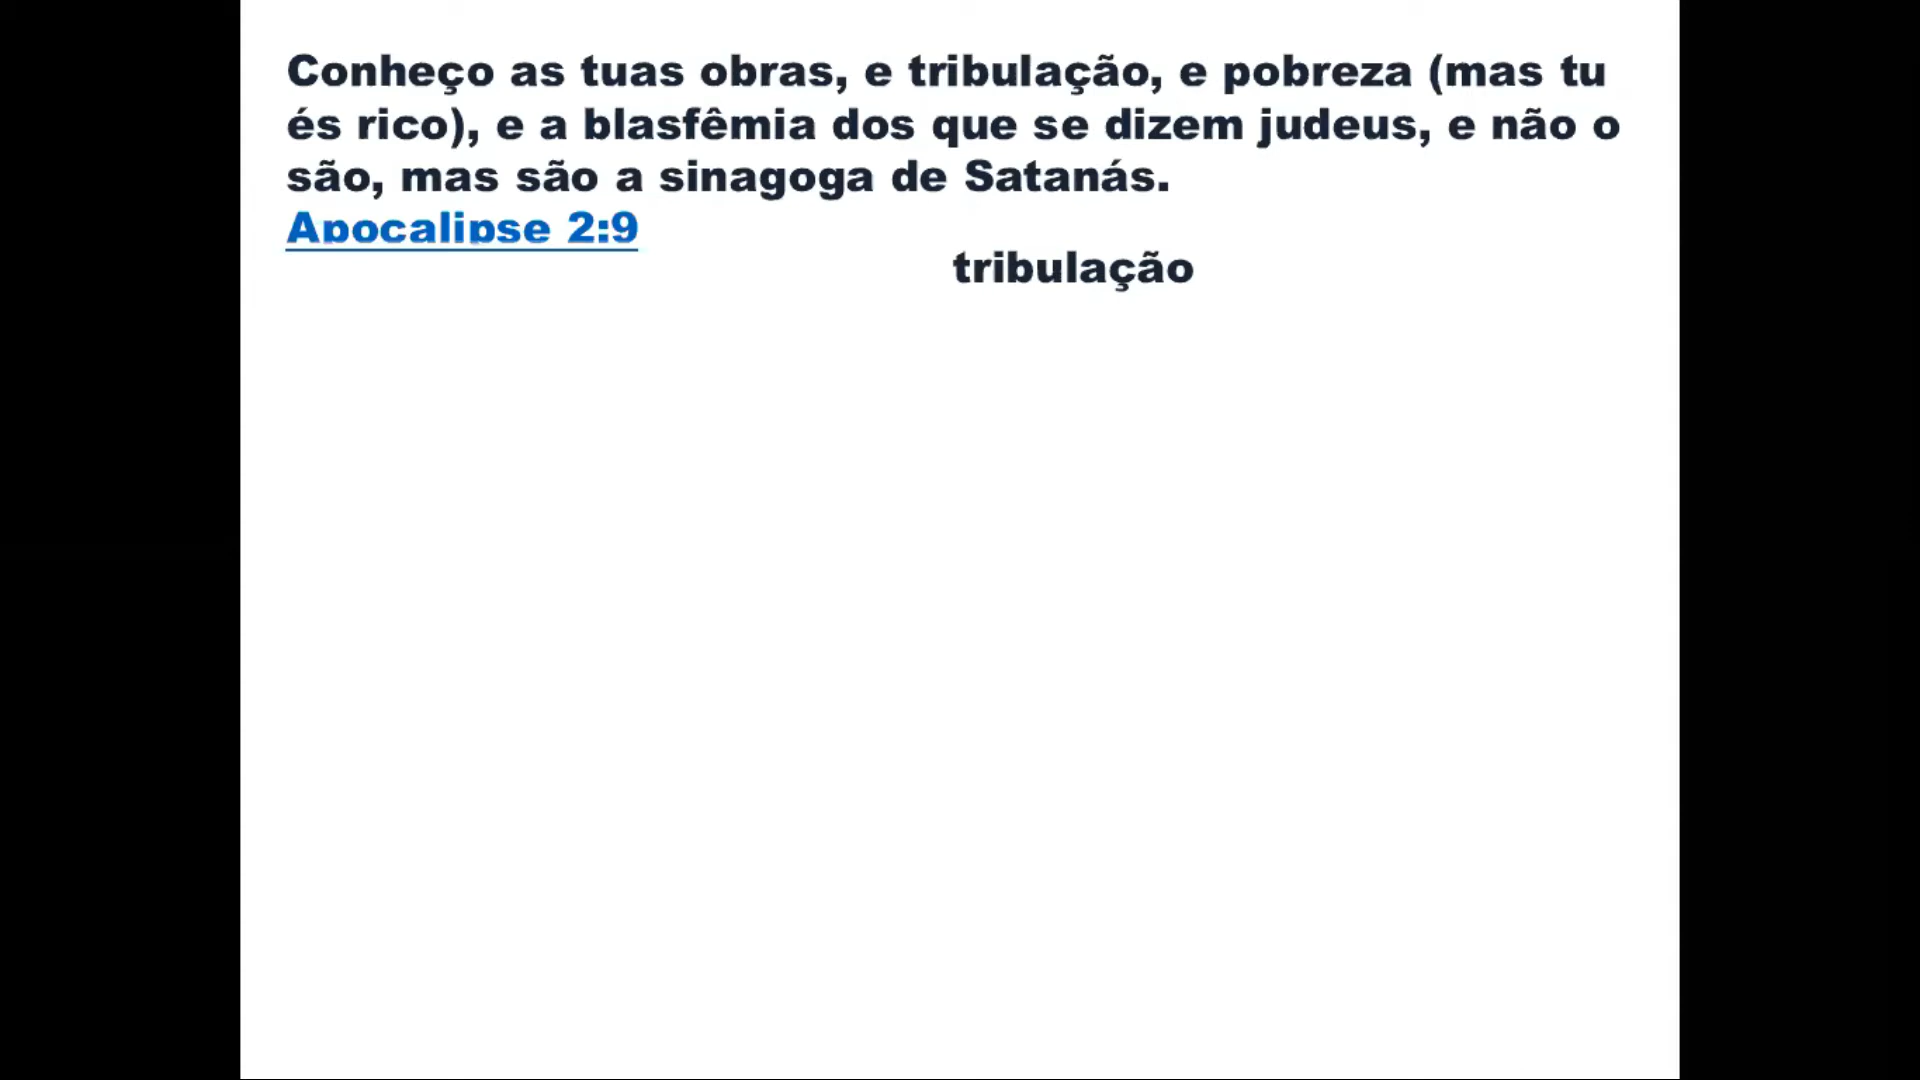 Conheço as tuas obras, e tribulação, e pobreza (mas tu
és rico), e a blasfêmia dos que se dizem judeus, e não o
são, mas são a sinagoga de Satanás.
Apocalipse 2:9
tribulação